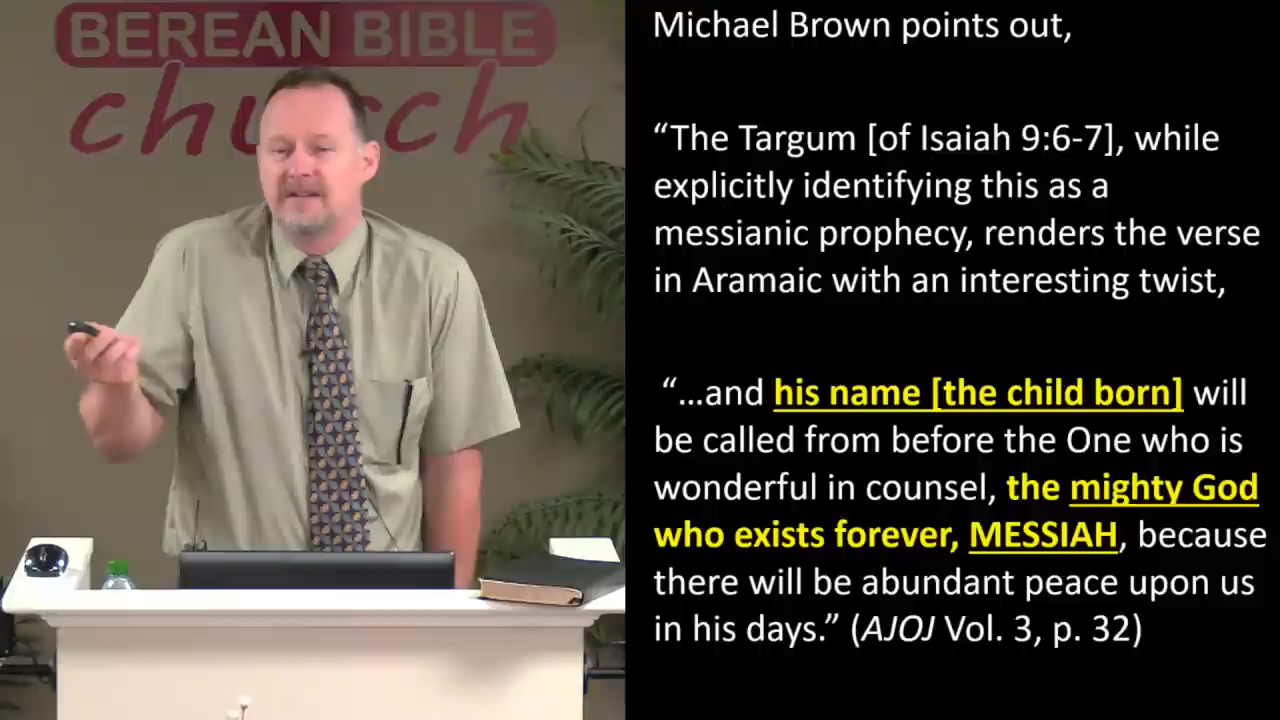 BEREAN BIBLE
church
Michael Brown points out,
“The Targum [of Isaiah 9:6-7], while
explicitly identifying this as a
messianic prophecy, renders the verse
in Aramaic with an interesting twist,
“…and his name [the child born] will
be called from before the One who is
wonderful in counsel, the mighty God
who exists forever, MESSIAH, because
there will be abundant peace upon us
in his days.” (AJOJ Vol. 3, p. 32)